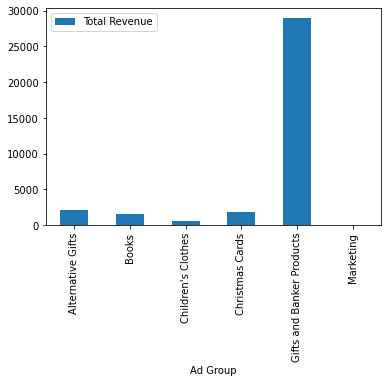 Total Revenue
30000
25000
20000
15000
10000
5000
0
Alternative Gifts
Books
Children's Clothes
Christmas Cards
Gifts and Banker Products
Marketing
Ad Group